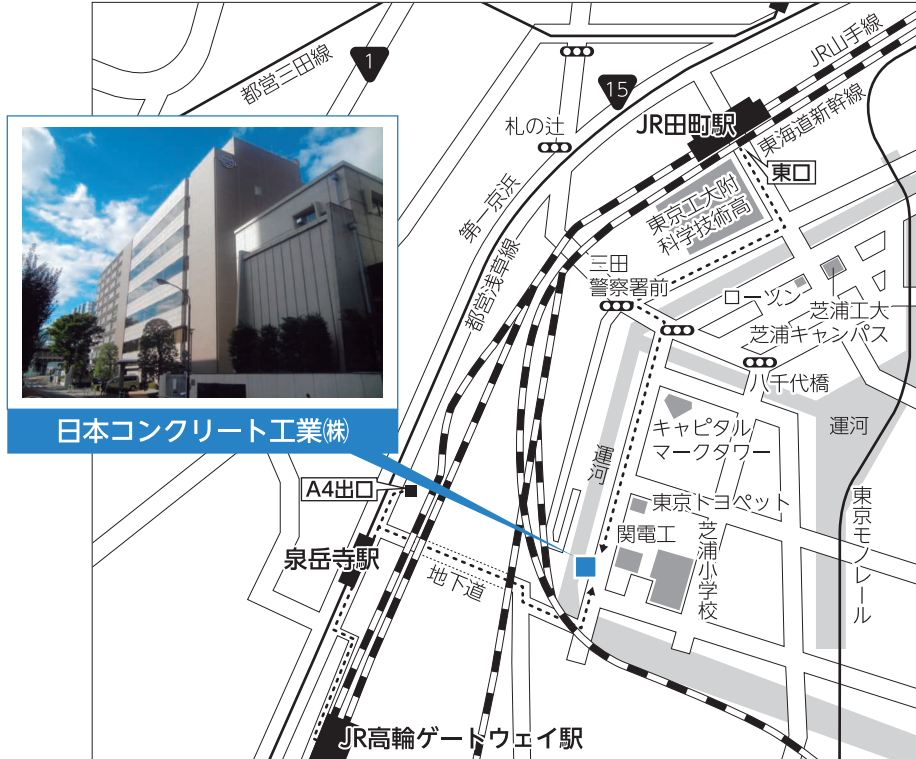 都営三田線
1
15
JR山手線
札の辻
JR田町駅
東海道新幹線
東口
第一京浜
東京工大附
科学技術高
都営浅草線
三田
警察署前
ローソン
芝浦工大
芝浦キャンパス
八千代橋
日本コンクリート工業㈱
キャピタル
マークタワー
運河
運河
A4出口
東京トヨペット
東京モノレール
関電工
芝浦小学校
泉岳寺駅
地下道
JR高輪ゲートウェイ駅